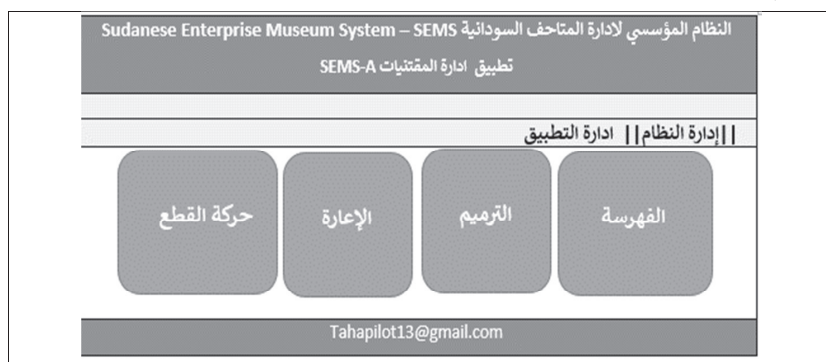 النظام المؤسسي لادارة المتاحف السودانية Sudanese Enterprise Museum System – SEMS
تطبيق ادارة المقتنيات SEMS-A
||إدارة النظام|| ادارة التطبيق
الفهرسة
الترميم
الإعارة
حركة القطع
Tahapilot13@gmail.com